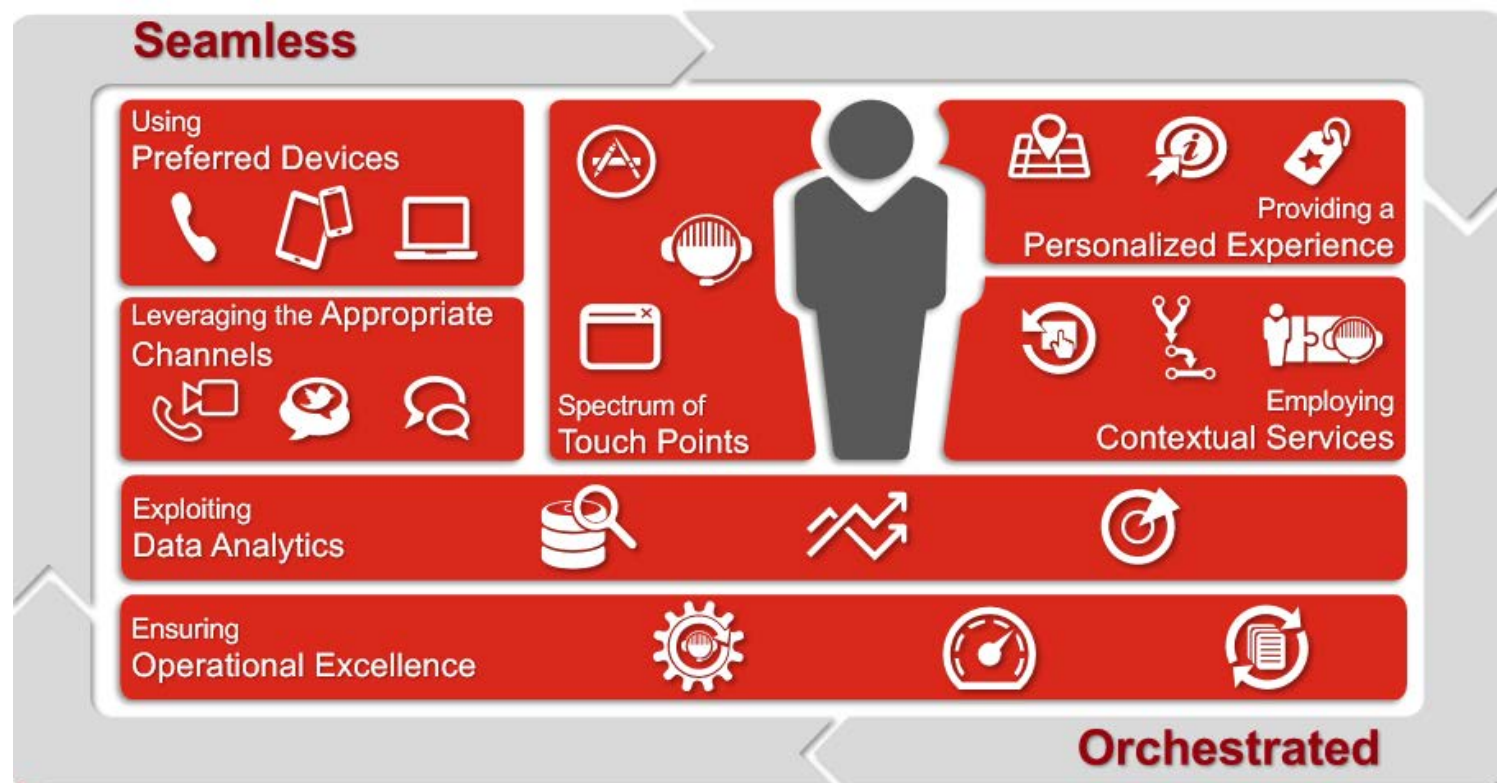 Seamless
Using
Preferred Devices
Leveraging the Appropriate
Channels
Spectrum of
Touch Points
Providing a
Personalized Experience
Employing
Contextual Services
Exploiting
Data Analytics
Ensuring
Operational Excellence
Orchestrated